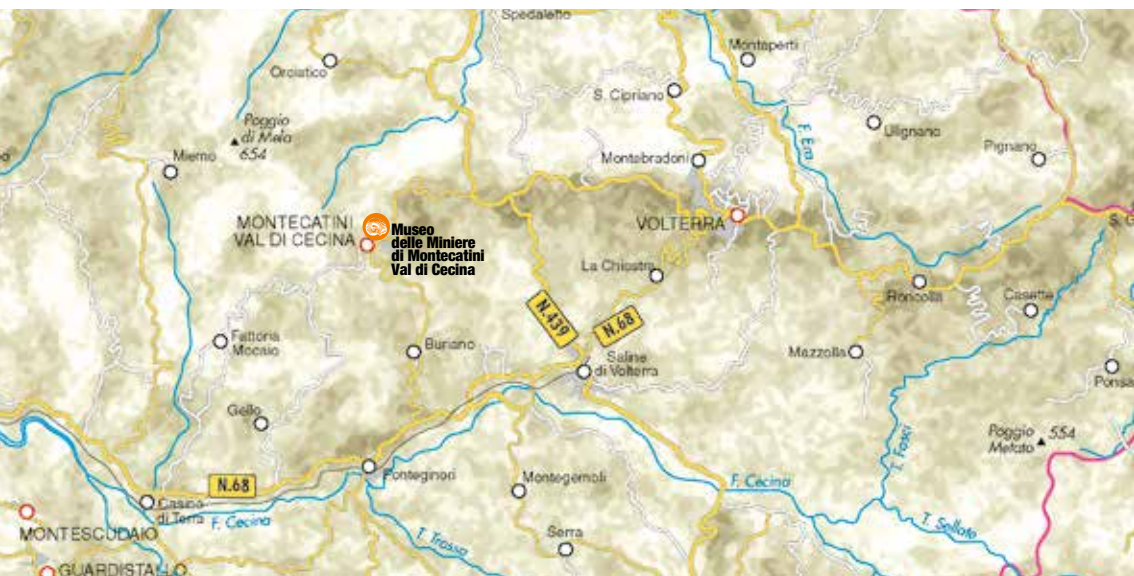 Spedaletto
Montaperti
Orciatico
S. Cipriano
Poggio
di Mela
654
F. Era
Ulignano
Miemo
Montebradoni
Pignano
MONTECATINI
VAL DI CECINA
Museo
delle Miniere
di Montecatini
Val di Cecina
VOLTERRA
S. G
La Chiostra
Roncolla
Casette
N.439
N.68
Fattoria
Mocaio
Buriano
Saline
di Volterra
Mazzolla
Ponsa
Gello
Poggio
Metato
554
T. Fosci
Ponteginori
Montegemoli
F. Cecina
N.68
Casino
di Terra
F. Cecina
MONTESCUDAIO
T. Trossa
Serra
T. Sellate
GUARDISTALLO